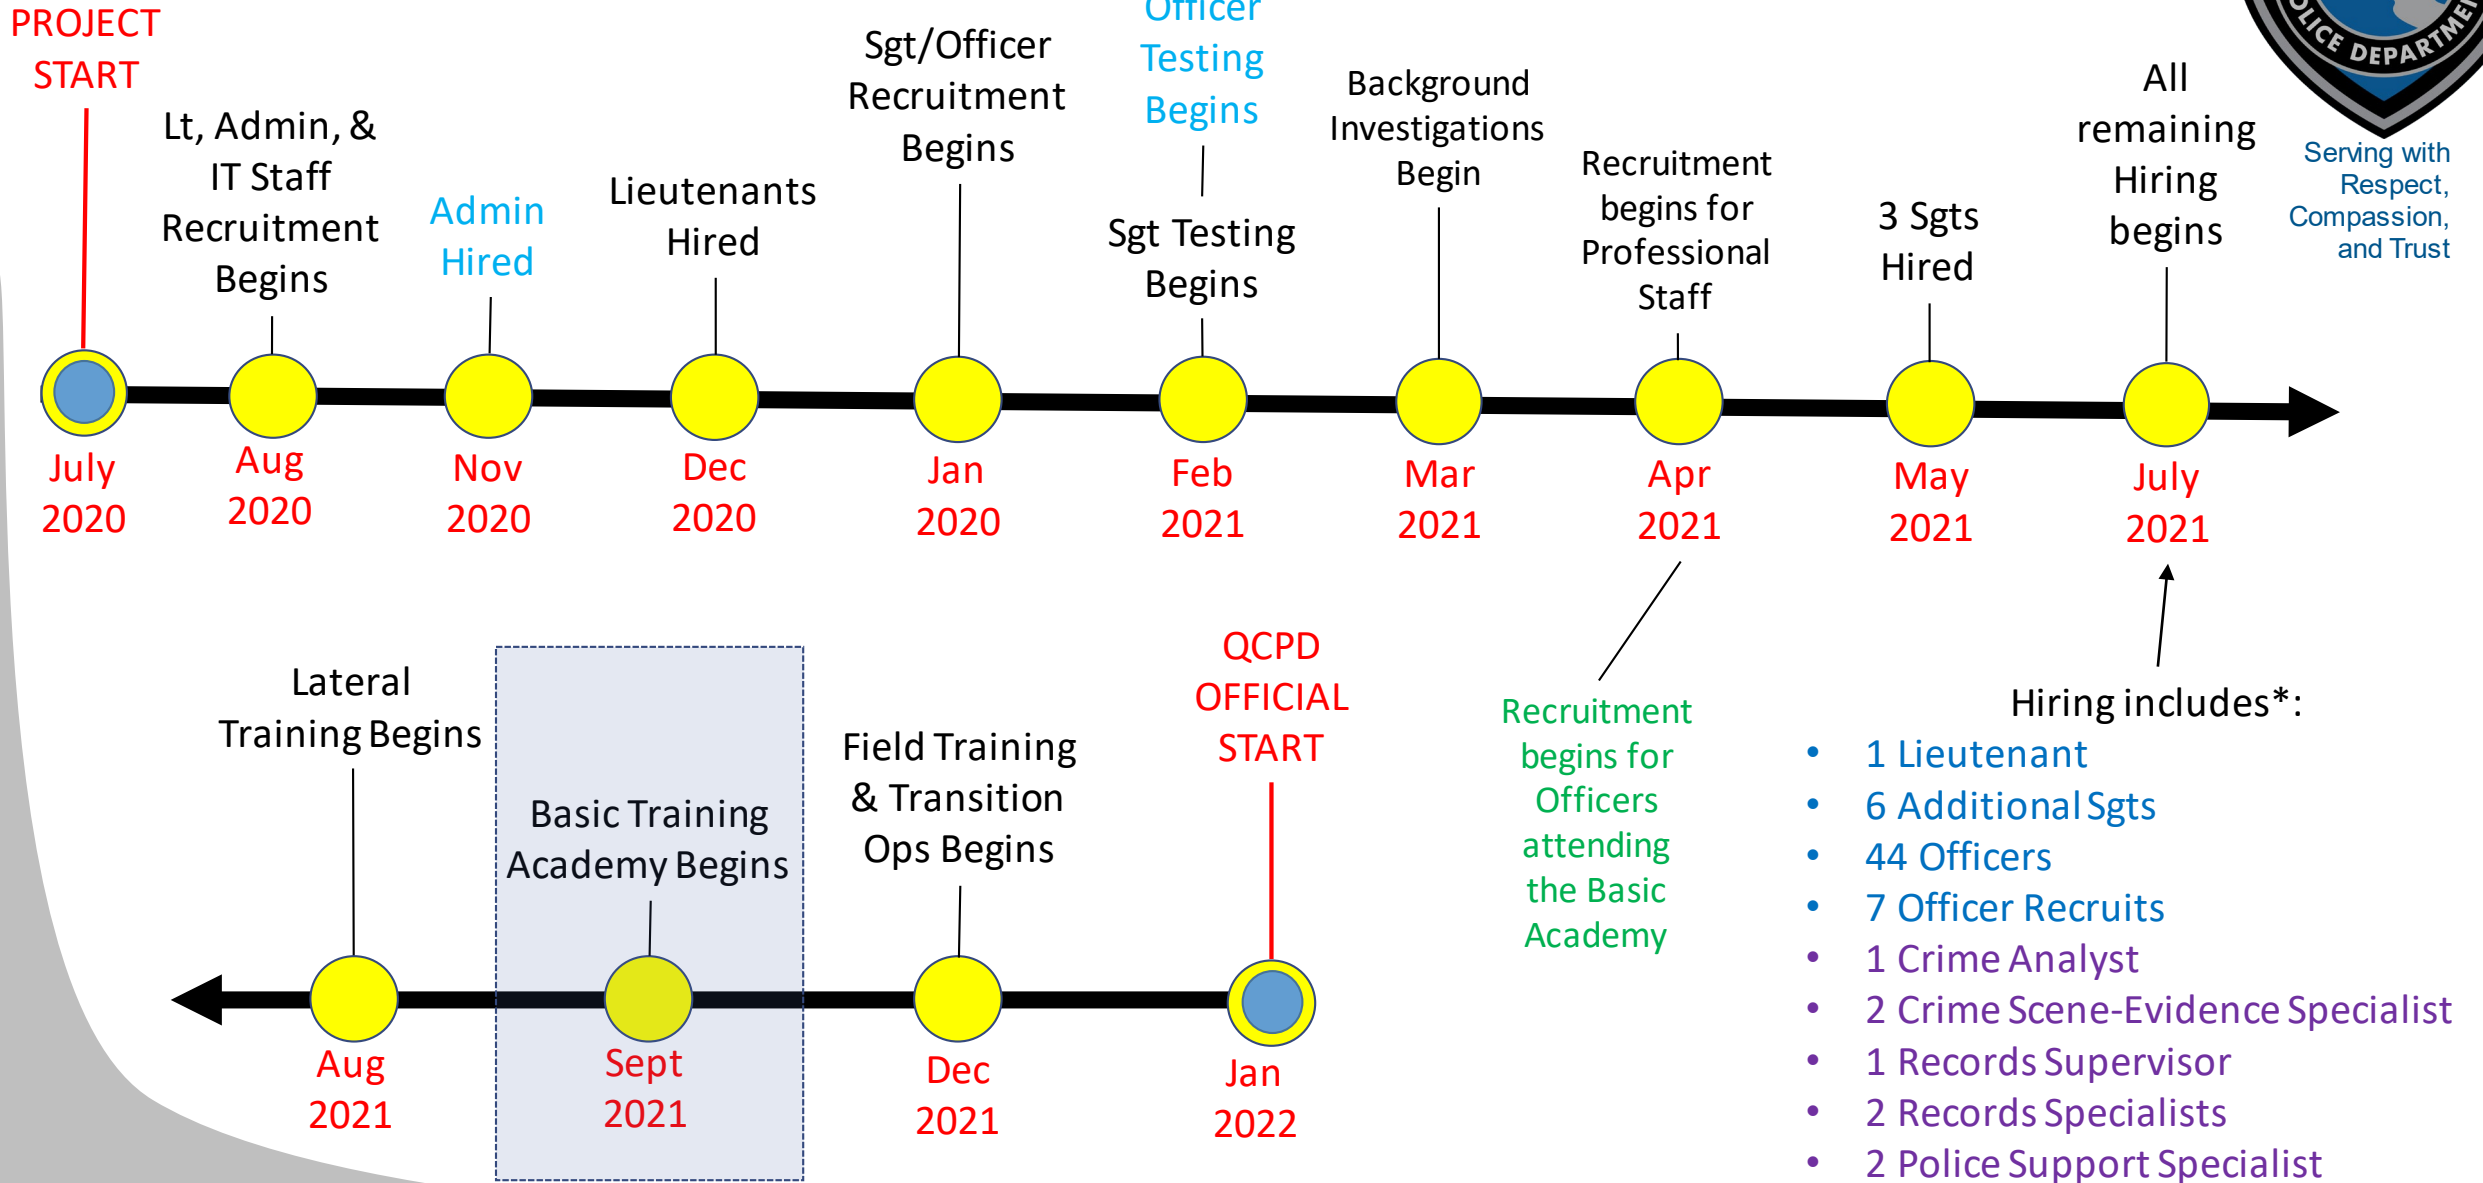 PROJECT
START
Lt, Admin, &
IT Staff
Recruitment
Begins
Admin
Hired
Lieutenants
Hired
Sgt/Officer
Recruitment
Begins
Officer
Testing
Begins
Sgt Testing
Begins
Background
Investigations
Begin
Recruitment
begins for
Professional
Staff
3 Sgts
Hired
All
remaining
Hiring
begins
POLICE DEPARTMENT
Serving with
Respect,
Compassion,
and Trust
July
2020
Aug
2020
Nov
2020
Dec
2020
Jan
2020
Feb
2021
Mar
2021
Apr
2021
May
2021
July
2021
Lateral
Training Begins
Basic Training
Academy Begins
Field Training
& Transition
Ops Begins
QCPD
OFFICIAL
START
Aug
2021
Sept
2021
Dec
2021
Jan
2022
Recruitment
begins for
Officers
attending
the Basic
Academy
Hiring includes*:
• 1 Lieutenant
• 6 Additional Sgts
• 44 Officers
• 7 Officer Recruits
• 1 Crime Analyst
• 2 Crime Scene-Evidence Specialist
• 1 Records Supervisor
• 2 Records Specialists
• 2 Police Support Specialist